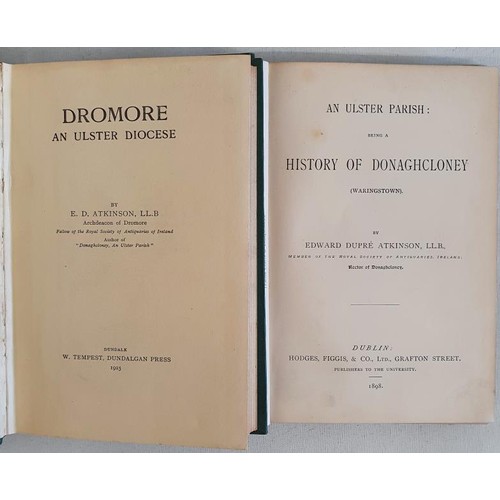 DROMORE
AN ULSTER DIOCESE
BY
E. D. ATKINSON, LL.B
Archdeacon of Dromore
Fellow of the Royal Society of Antiquaries of Ireland
Author of
"Donaghcloney, An Ulster Parish"
DUNDALK
W. TEMPEST, DUNDALGAN PRESS
1925
AN ULSTER PARISH:
BEING A
HISTORY OF DONAGHCLONEY
(WARINGSTOWN).
BY
EDWARD DUPRÉ ATKINSON, LL.B.,
MEMBER OF THE ROYAL SOCIETY OF ANTIQUARIES, IRELAND;
Rector of Donaghcloney.
DUBLIN:
HODGES, FIGGIS, & CO., LTD., GRAFTON STREET,
PUBLISHERS TO THE UNIVERSITY.
1898.